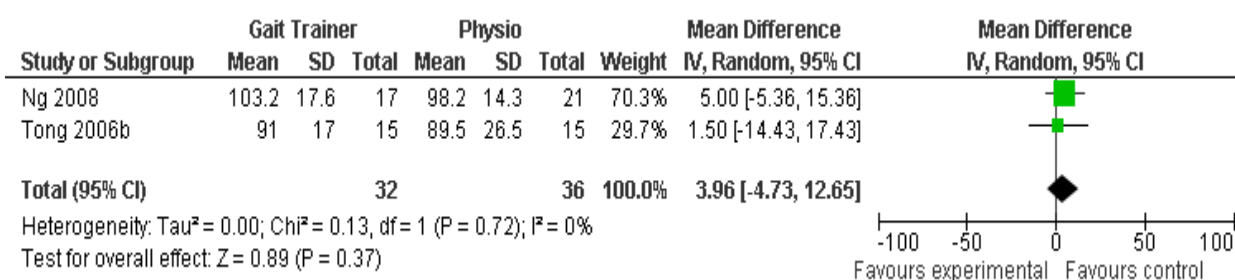 Gait Trainer Physio Mean Difference Mean Difference
Study or Subgroup Mean SD Total Mean SD Total Weight IV, Random, 95% CI IV, Random, 95% CI
Ng 2008 103.2 17.6 17 98.2 14.3 21 70.3% 5.00 [-5.36, 15.36]
Tong 2006b 91 17 15 89.5 26.5 15 29.7% 1.50 [-14.43, 17.43]
Total (95% CI) 32 36 100.0% 3.96 [-4.73, 12.65]
Heterogeneity: Tau² = 0.00; Chi² = 0.13, df = 1 (P = 0.72); I² = 0%
Test for overall effect: Z = 0.89 (P = 0.37)
-100 -50 0 50 100
Favours experimental Favours control